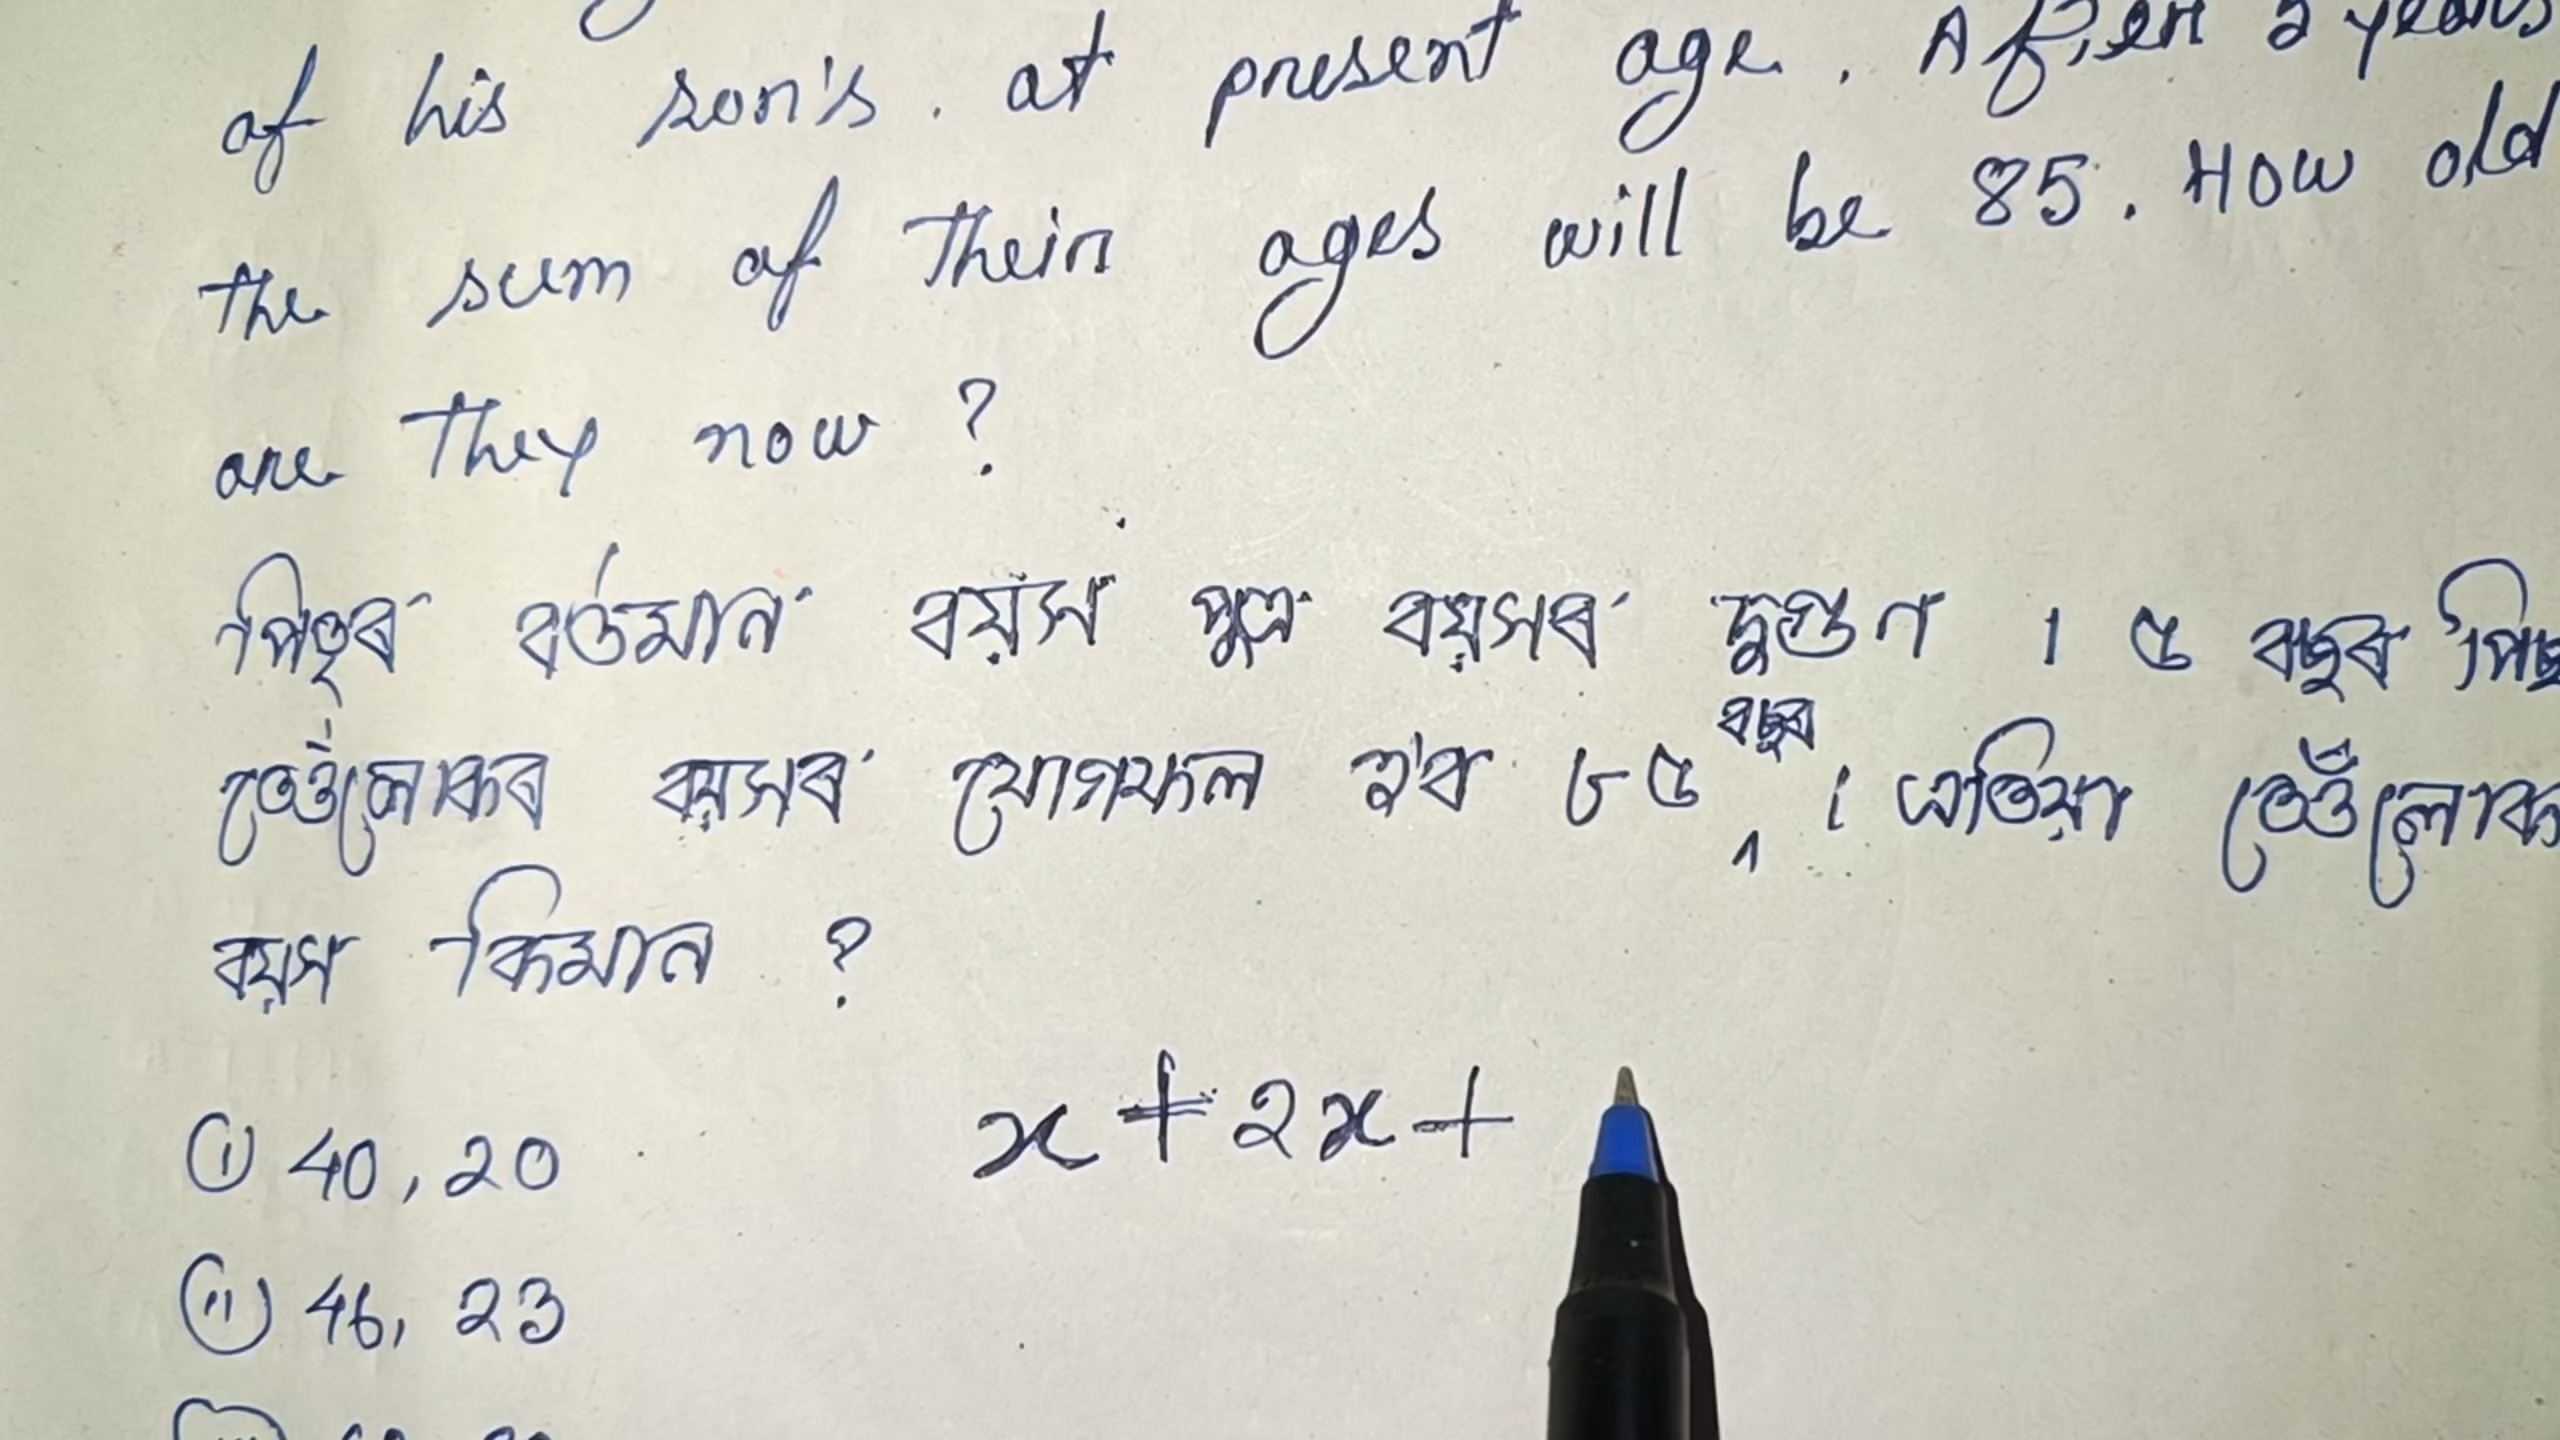 of his son's. at present age. After years
the sum of their ages will be 85. How old
are they now ?
পিতৃৰ বৰ্তমান বয়স পুত্ৰ বয়সৰ দুগুণ । ৫ বছৰ
তেওঁলোকৰ বয়সৰ যোগফল হ'ব ৮৫ বছৰ । এতিয়া তেওঁলোক
বয়স কিমান ?
x + 2x +
(i) 40, 20
(ii) 46, 23